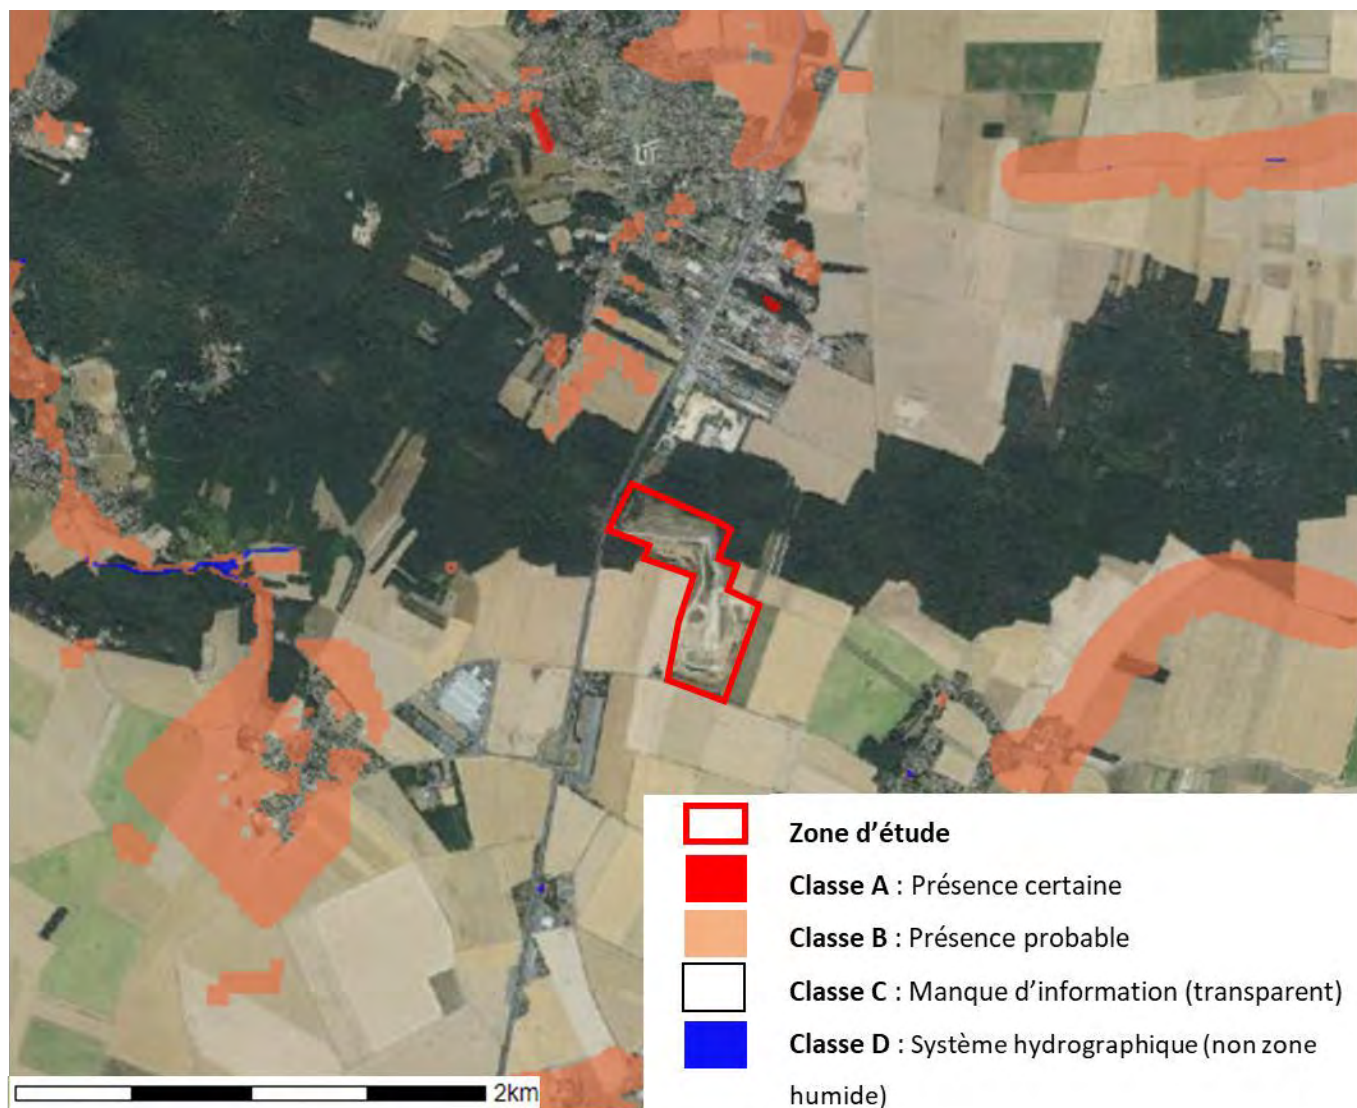 Zone d'étude
Classe A : Présence certaine
Classe B : Présence probable
Classe C : Manque d'information (transparent)
Classe D : Système hydrographique (non zone
humide)
2km